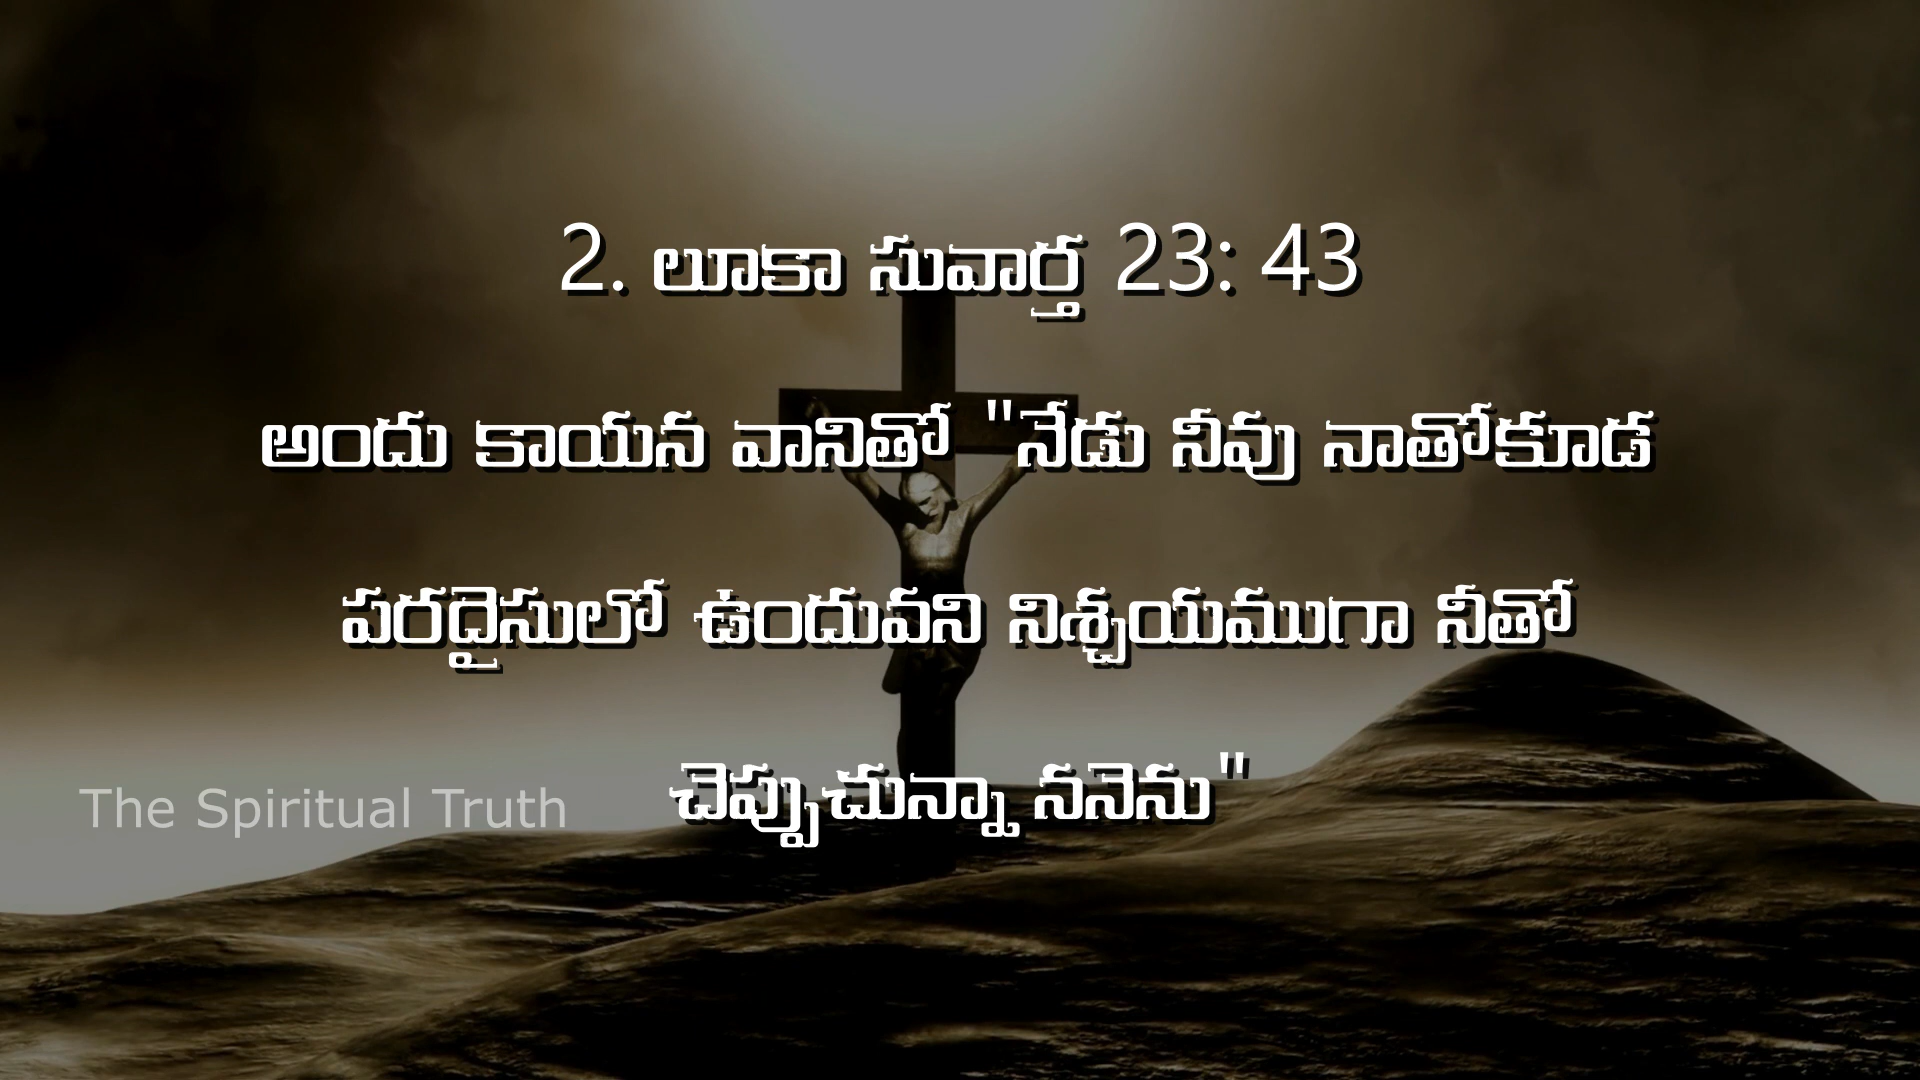 2. లూకా సువార్త 23: 43
అందు కాయన వానితో "నేడు నీవు నాతోకూడ
పరదైసులో ఉందువని నిశ్చయముగా నీతో
చెప్పుచున్నా ననెను"
The Spiritual Truth